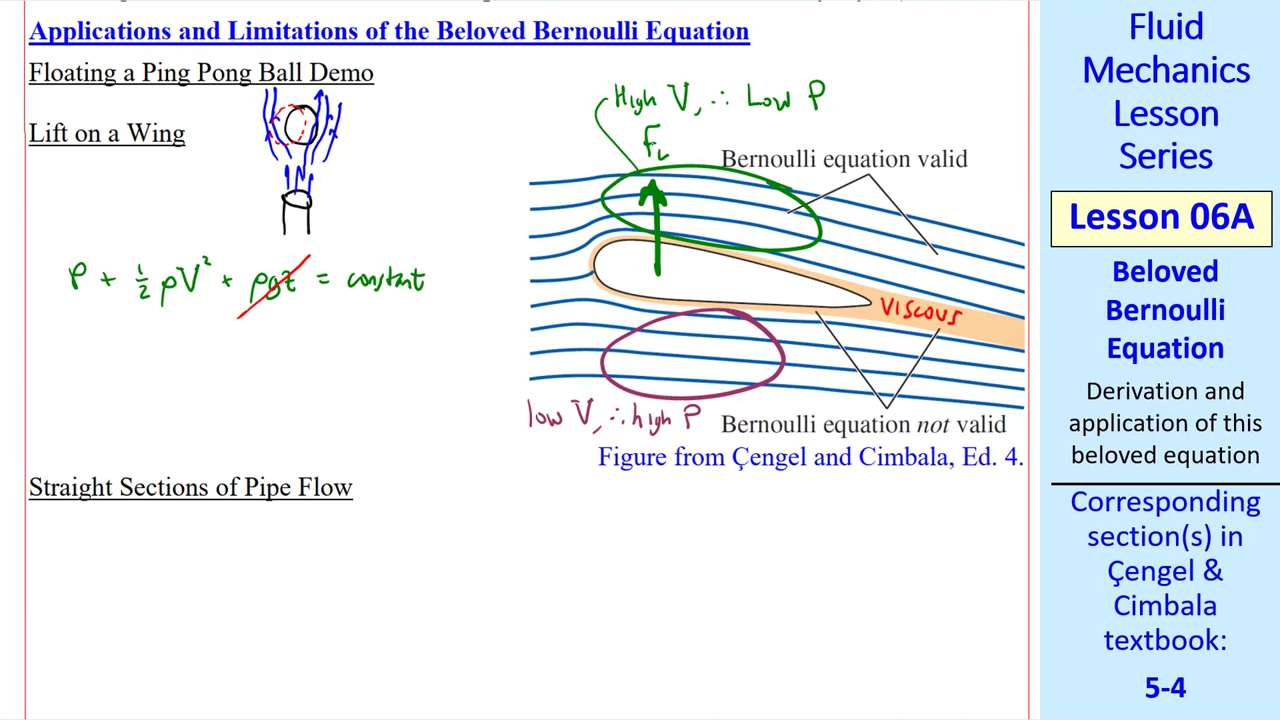 Applications and Limitations of the Beloved Bernoulli Equation
Floating a Ping Pong Ball Demo
Lift on a Wing
P + 1/2 ρV² + ρgz = constant
High V, ∴ Low P
F_L
Bernoulli equation valid
VISCOUS
low V, ∴ high P
Bernoulli equation not valid
Figure from Çengel and Cimbala, Ed. 4.
Straight Sections of Pipe Flow
Fluid
Mechanics
Lesson
Series
Lesson 06A
Beloved
Bernoulli
Equation
Derivation and
application of this
beloved equation
Corresponding
section(s) in
Çengel &
Cimbala
textbook:
5-4